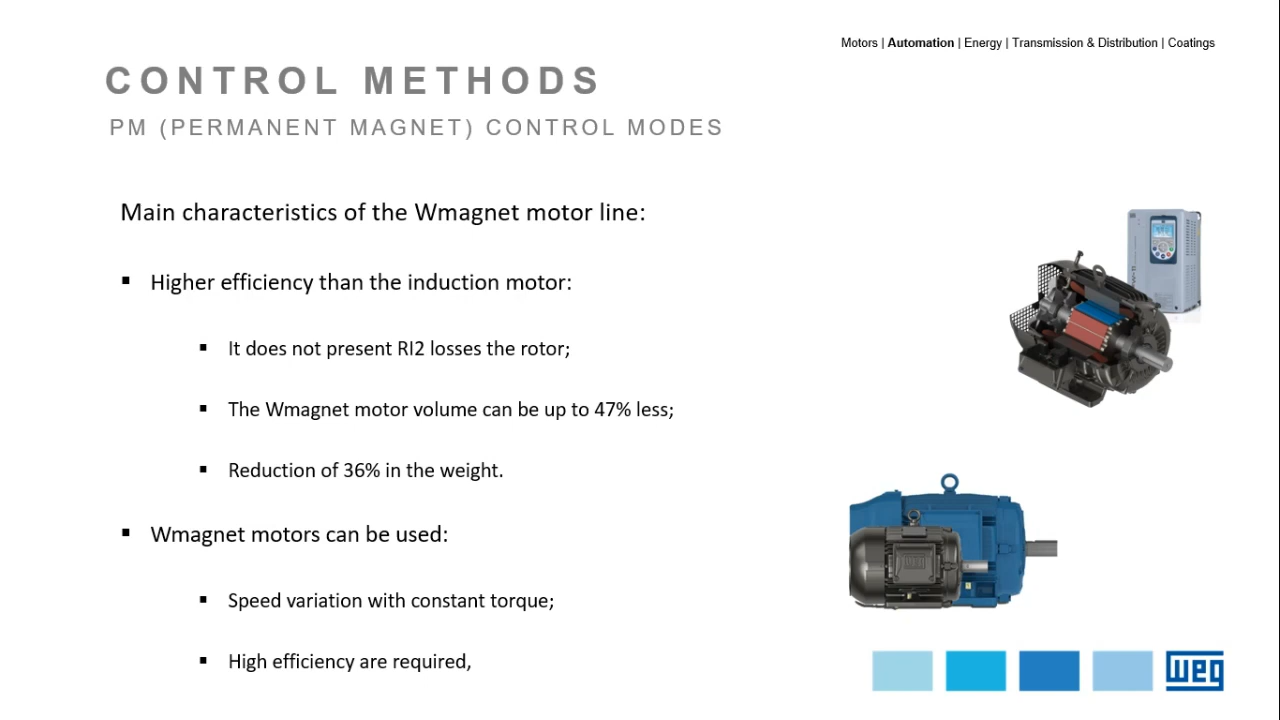 Motors | Automation | Energy | Transmission & Distribution | Coatings
CONTROL METHODS
PM (PERMANENT MAGNET) CONTROL MODES
Main characteristics of the Wmagnet motor line:
▪ Higher efficiency than the induction motor:
▪ It does not present RI2 losses the rotor;
▪ The Wmagnet motor volume can be up to 47% less;
▪ Reduction of 36% in the weight.
▪ Wmagnet motors can be used:
▪ Speed variation with constant torque;
▪ High efficiency are required,
weg